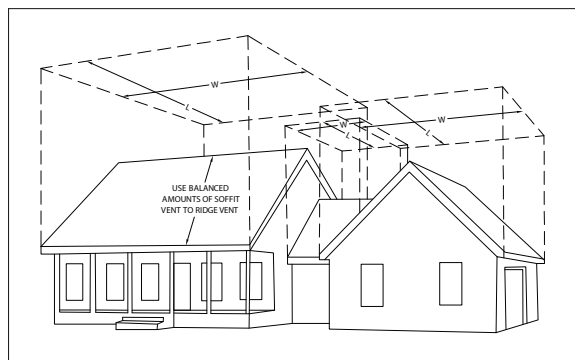 W
L
W
W
L
L
USE BALANCED
AMOUNTS OF SOFFIT
VENT TO RIDGE VENT